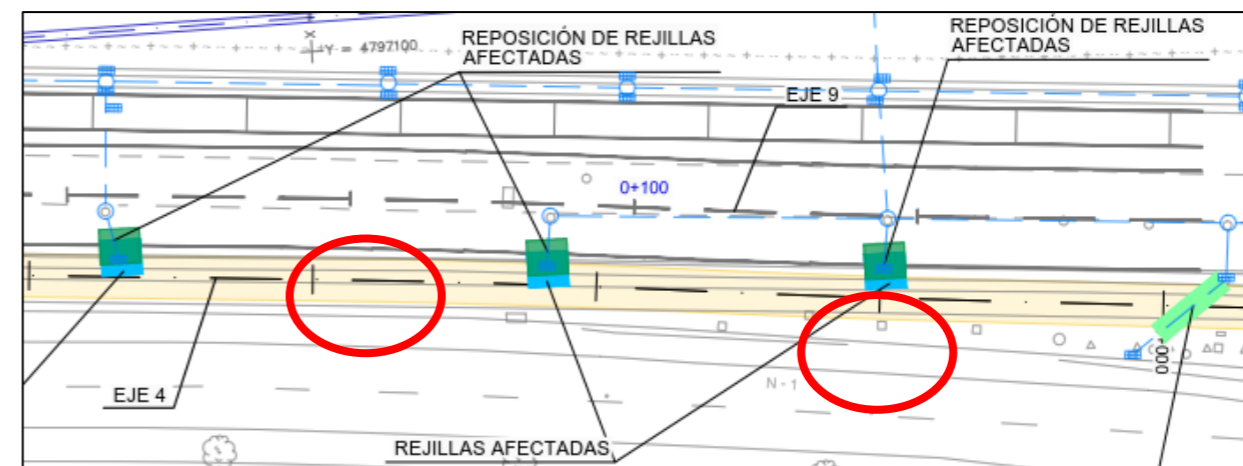 REPOSICIÓN DE REJILLAS
AFECTADAS
REPOSICIÓN DE REJILLAS
AFECTADAS
X
Y = 4797100
EJE 9
0+100
EJE 4
N - 1
REJILLAS AFECTADAS